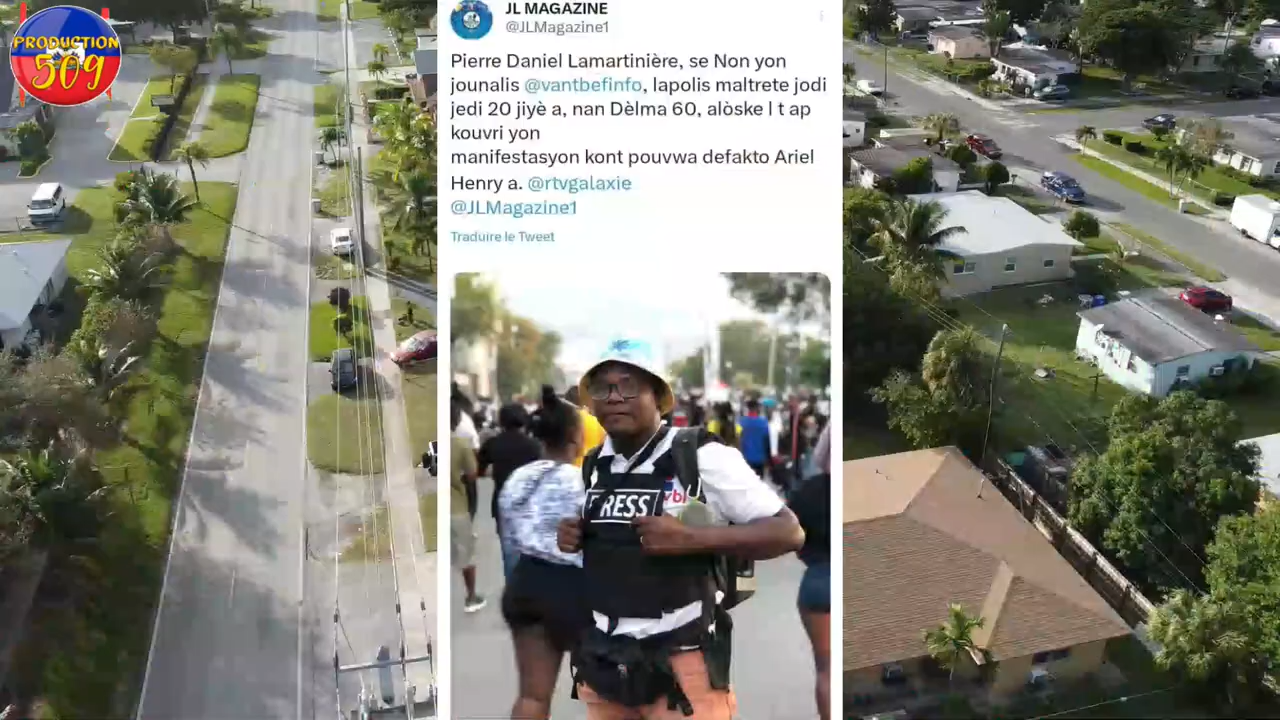 PRODUCTION
509
JL MAGAZINE
@JLMagazine1
Pierre Daniel Lamartinière, se Non yon
jounalis @vantbefinfo, lapolis maltrete jodi
jedi 20 jiyè a, nan Dèlma 60, alòske l t ap
kouvri yon
manifestasyon kont pouvwa defakto Ariel
Henry a. @rtvgalaxie
@JLMagazine1
Traduire le Tweet
PRESS